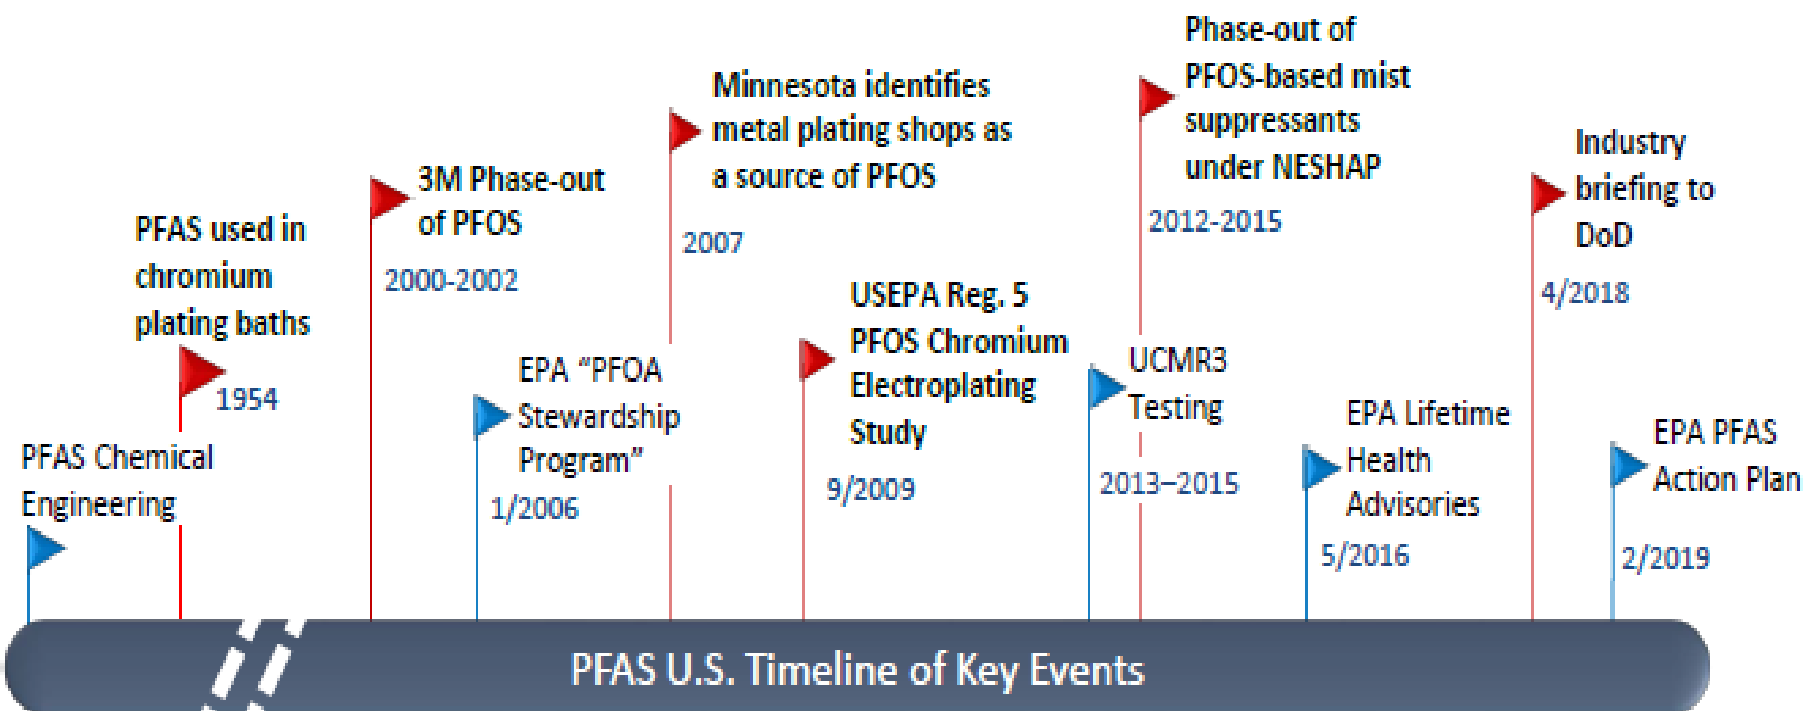 PFAS Chemical
Engineering
PFAS used in
chromium
plating baths
1954
3M Phase-out
of PFOS
2000-2002
EPA “PFOA
Stewardship
Program”
1/2006
Minnesota identifies
metal plating shops as
a source of PFOS
2007
USEPA Reg. 5
PFOS Chromium
Electroplating
Study
9/2009
UCMR3
Testing
2013–2015
Phase-out of
PFOS-based mist
suppressants
under NESHAP
2012-2015
EPA Lifetime
Health
Advisories
5/2016
Industry
briefing to
DoD
4/2018
EPA PFAS
Action Plan
2/2019
PFAS U.S. Timeline of Key Events